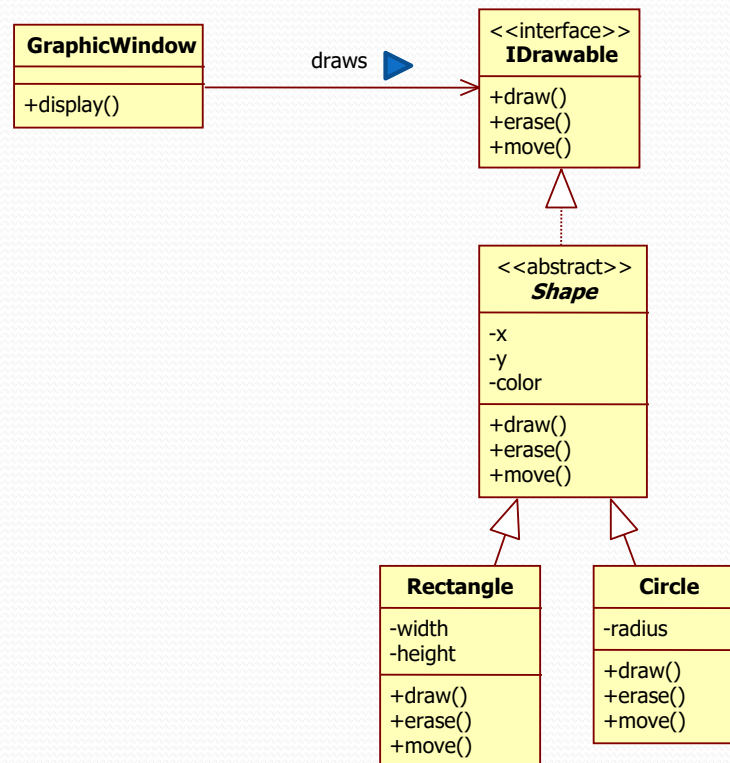 GraphicWindow
+display()
draws
<<interface>>
IDrawable
+draw()
+erase()
+move()
<<abstract>>
Shape
-x
-y
-color
+draw()
+erase()
+move()
Rectangle
-width
-height
+draw()
+erase()
+move()
Circle
-radius
+draw()
+erase()
+move()